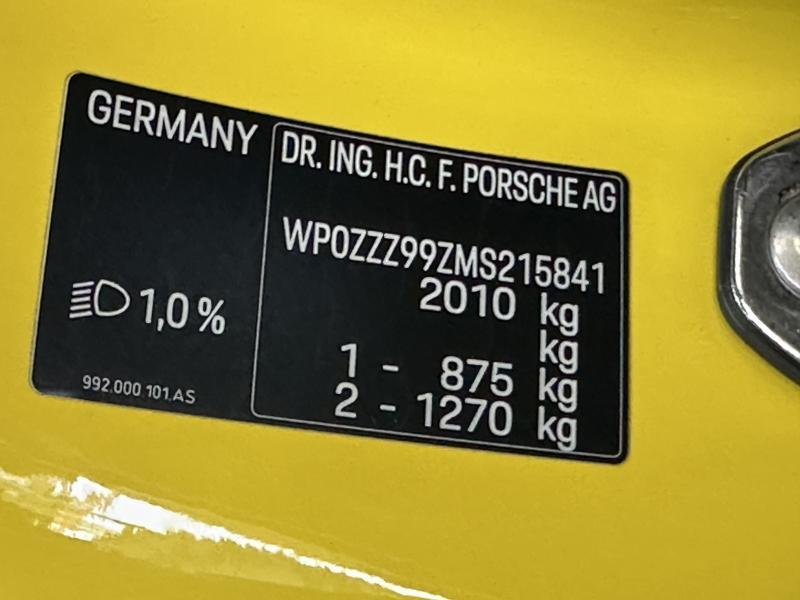 GERMANY
1,0 %
992.000 101.AS
DR. ING. H.C. F. PORSCHE AG
WP0ZZZ99ZMS215841
2010 kg
kg
1 - 875 kg
2 - 1270 kg